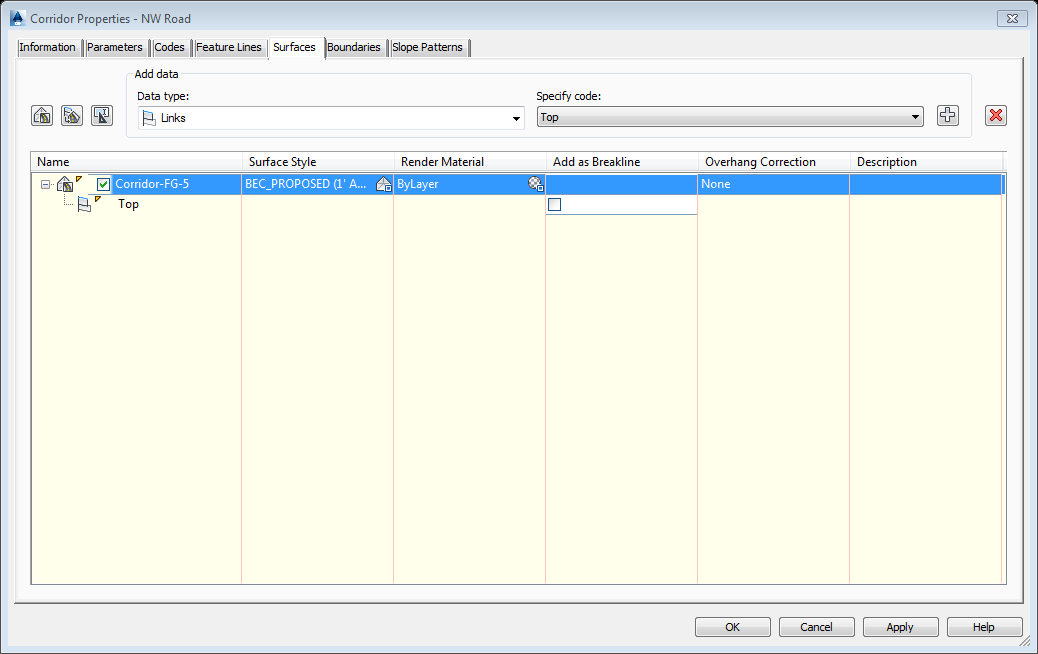 Corridor Properties - NW Road
Information Parameters Codes Feature Lines Surfaces Boundaries Slope Patterns
Add data
Data type: Specify code:
Links Top
Name Surface Style Render Material Add as Breakline Overhang Correction Description
Corridor-FG-5 BEC_PROPOSED (1' A... ByLayer None
Top
OK Cancel Apply Help